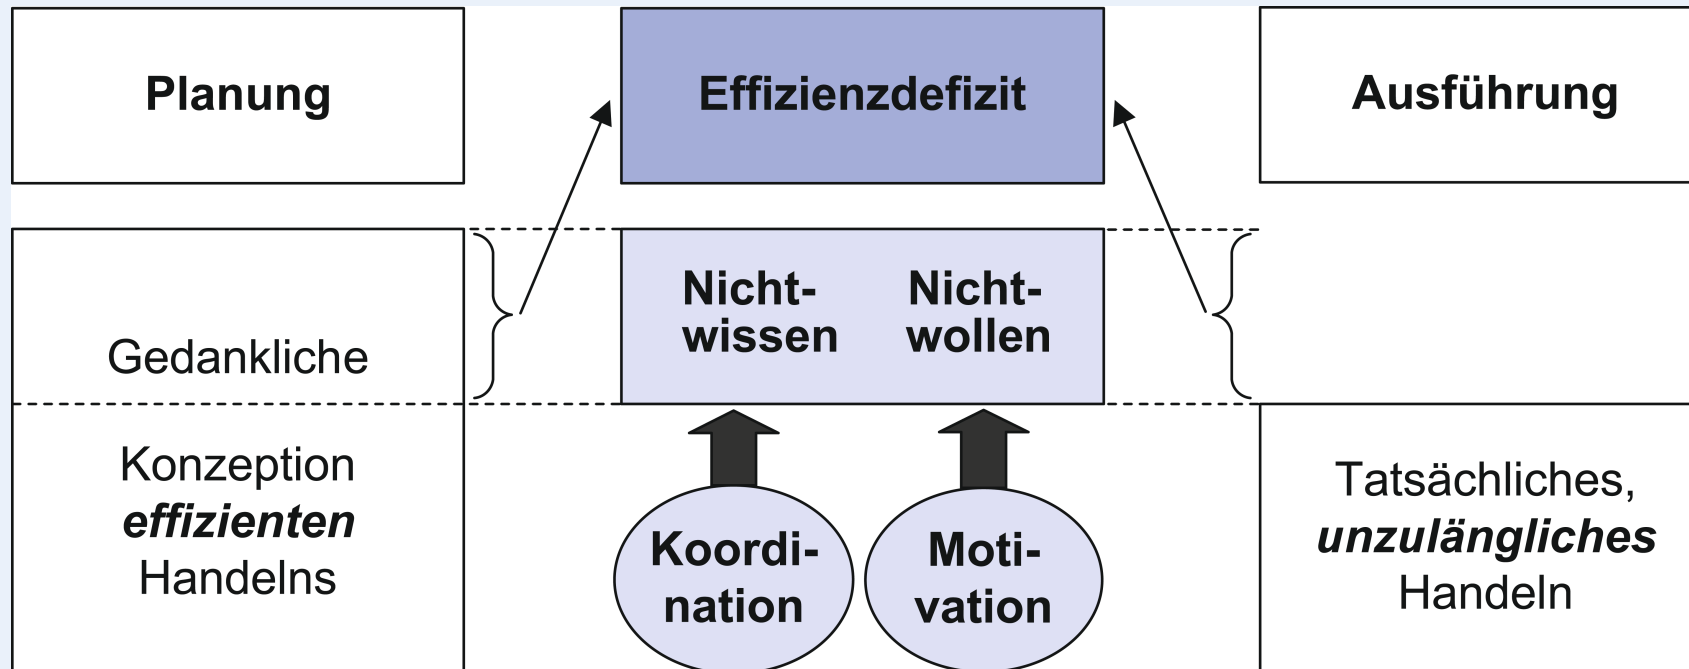 Planung
Effizienzdefizit
Ausführung
Gedankliche
Konzeption
effizienten
Handelns
Nicht-
wissen
Nicht-
wollen
Koordi-
nation
Moti-
vation
Tatsächliches,
unzulängliches
Handeln